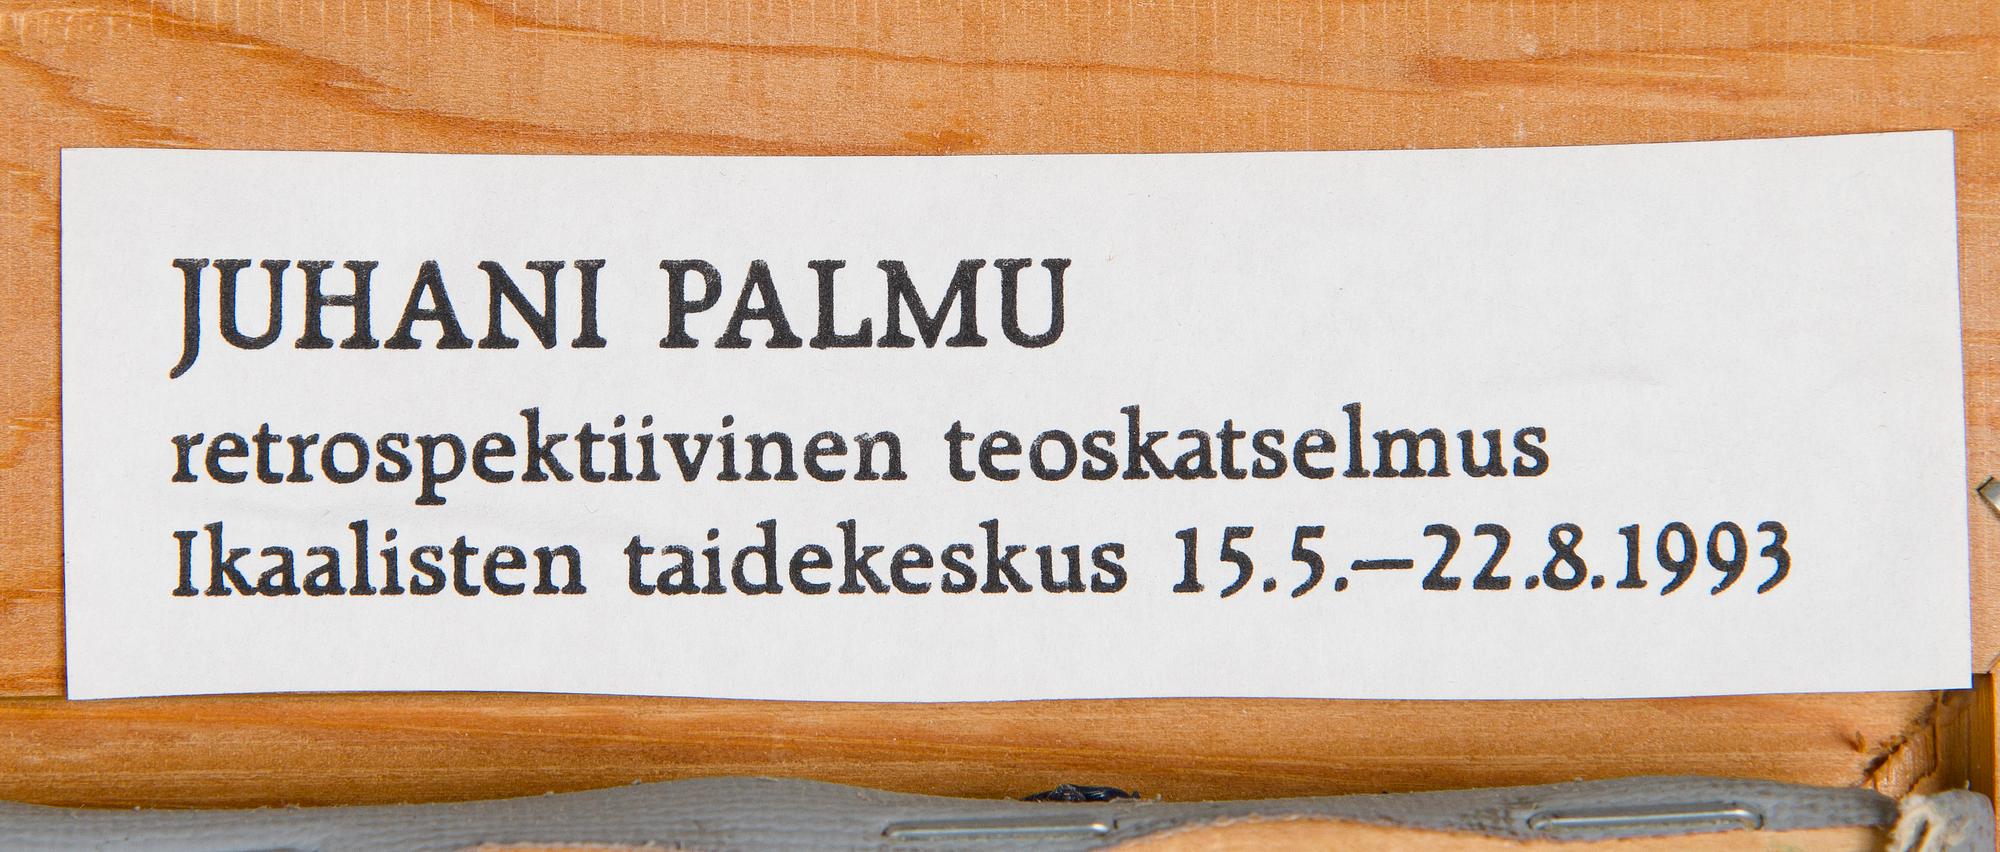 JUHANI PALMU
retrospektiivinen teoskatselmus
Ikaalisten taidekeskus 15.5.–22.8.1993